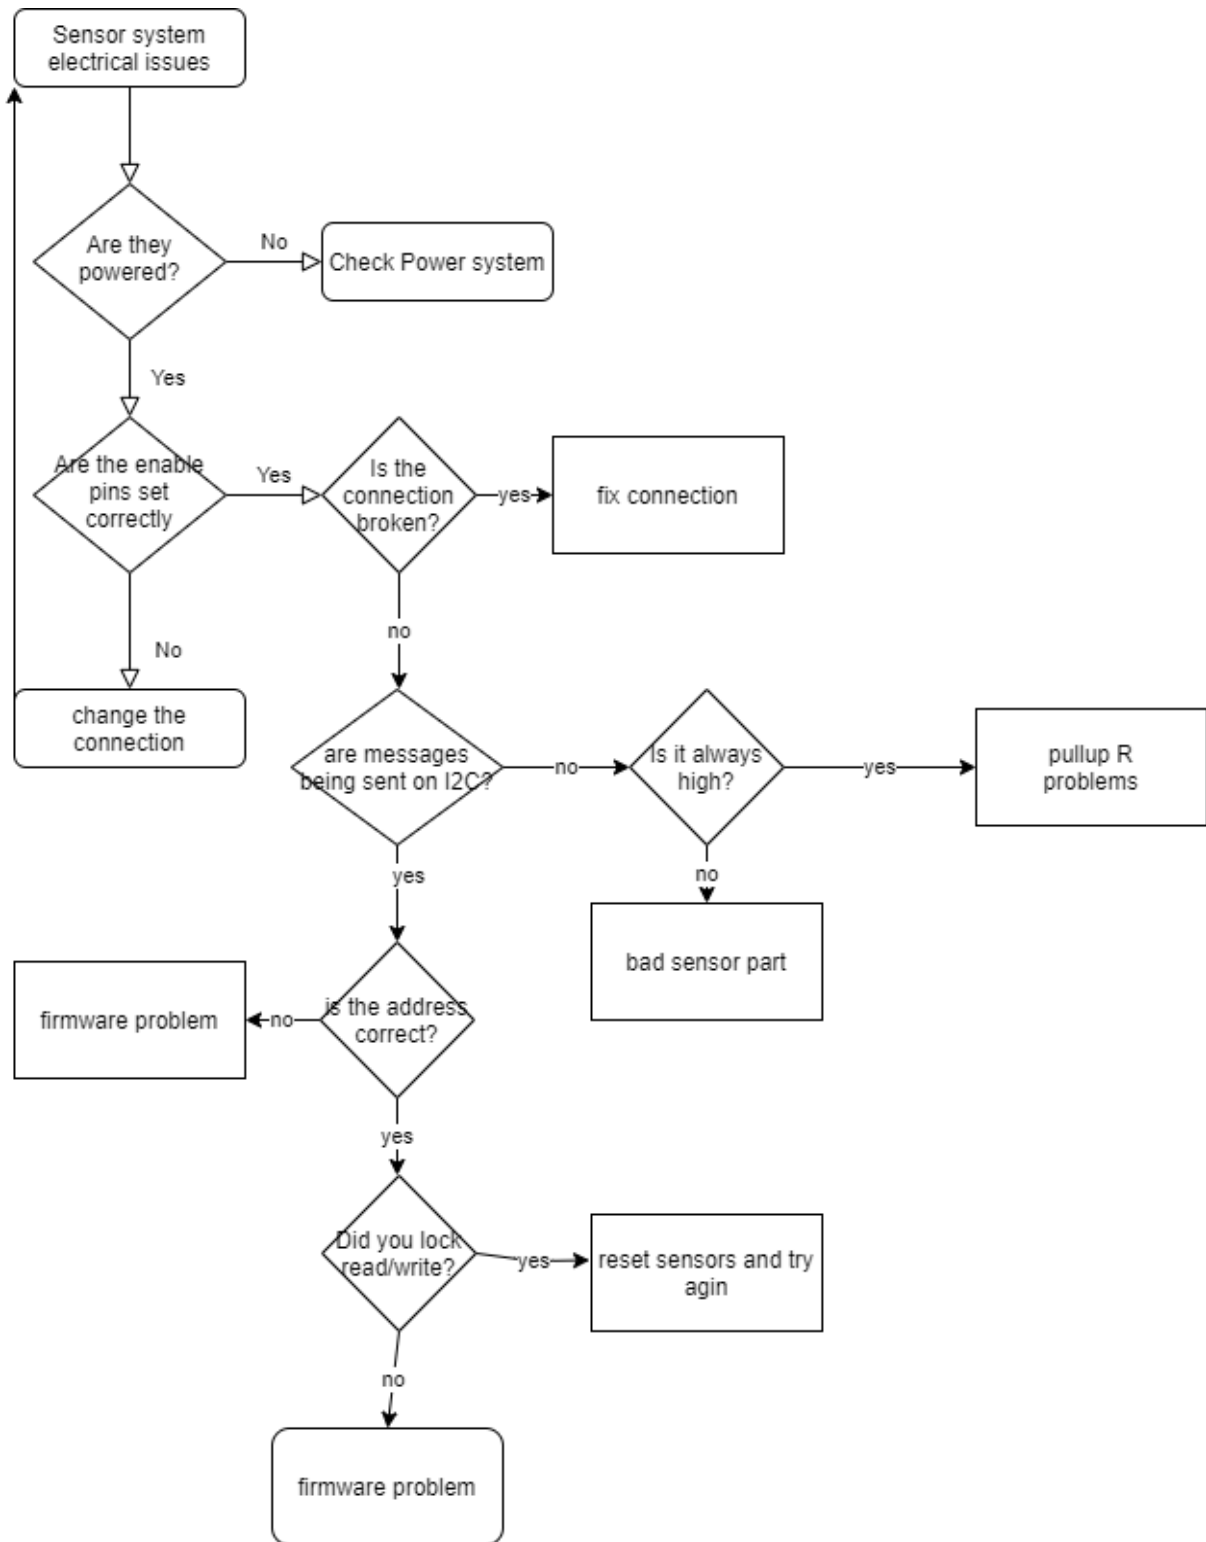 Sensor system
electrical issues
Are they
powered?
No
Check Power system
Yes
Are the enable
pins set
correctly
Yes
Is the
connection
broken?
yes
fix connection
No
no
change the
connection
are messages
being sent on I2C?
no
Is it always
high?
yes
pullup R
problems
no
bad sensor part
yes
is the address
correct?
no
firmware problem
yes
Did you lock
read/write?
yes
reset sensors and try
agin
no
firmware problem